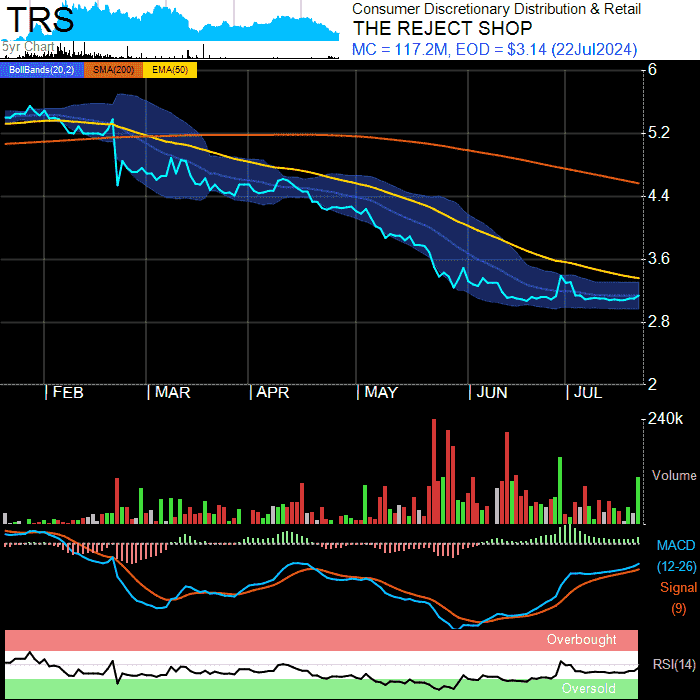 TRS
5yr Chart
Consumer Discretionary Distribution & Retail
THE REJECT SHOP
MC = 117.2M, EOD = $3.14 (22Jul2024)
BollBands(20,2) SMA(200) EMA(50)
6
5.2
4.4
3.6
2.8
2
FEB MAR APR MAY JUN JUL
240k
Volume
MACD
(12-26)
Signal
(9)
Overbought
RSI(14)
Oversold